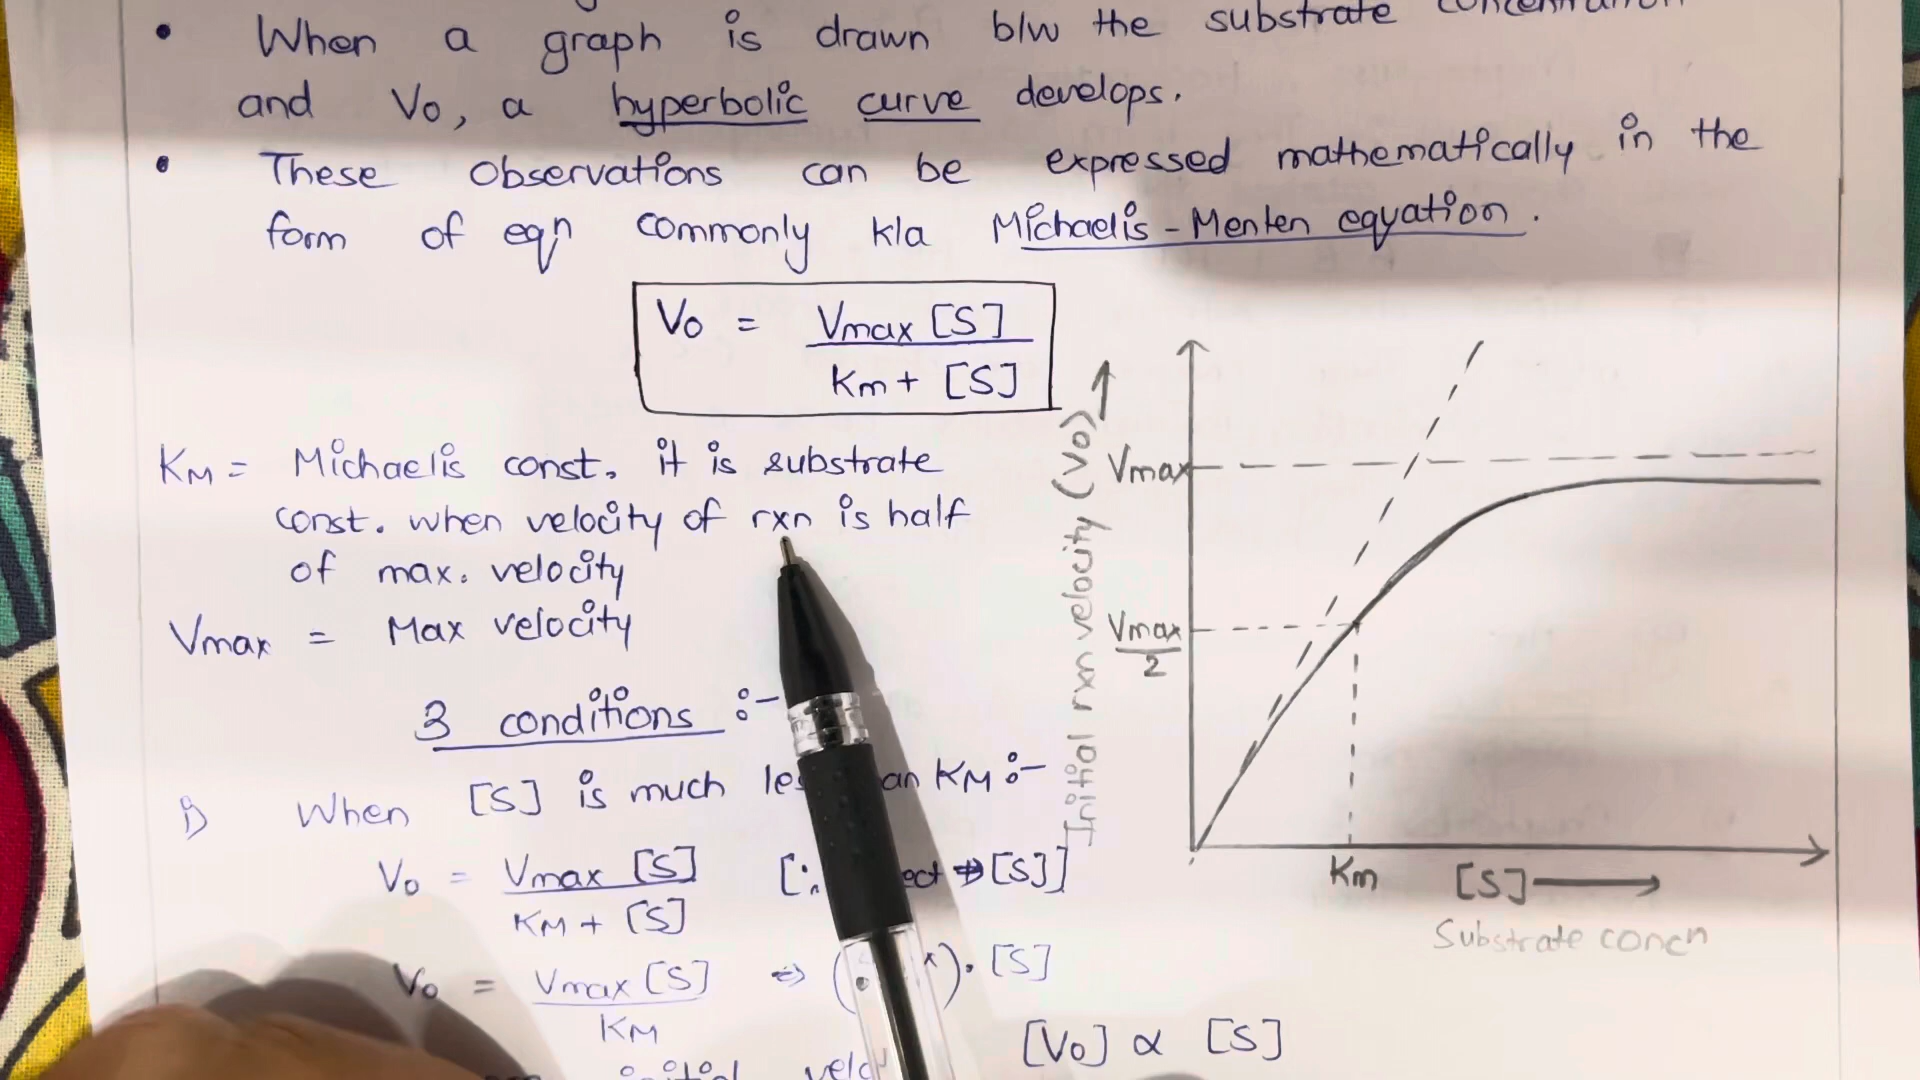 • When a graph is drawn b/w the substrate
and Vo, a hyperbolic curve develops.
• These observations can be expressed mathematically in the
form of eqn commonly k/a Michaelis - Menten eqyation.
Vo = Vmax [S]
Km + [S]
KM = Michaelis const. it is substrate
const. when velocity of rxn is half
of max. velocity
Vmax = Max velocity
3 conditions :-
i) When [S] is much KM :-
Vo = Vmax [S] [∴ → [S]]
KM + [S]
Vo = Vmax [S] ⇒ ( ). [S]
KM
[Vo] ∝ [S]
initial
Initial rxn velocity (Vo) →
Vmax
Vmax
2
Km [S] →
Substrate concn